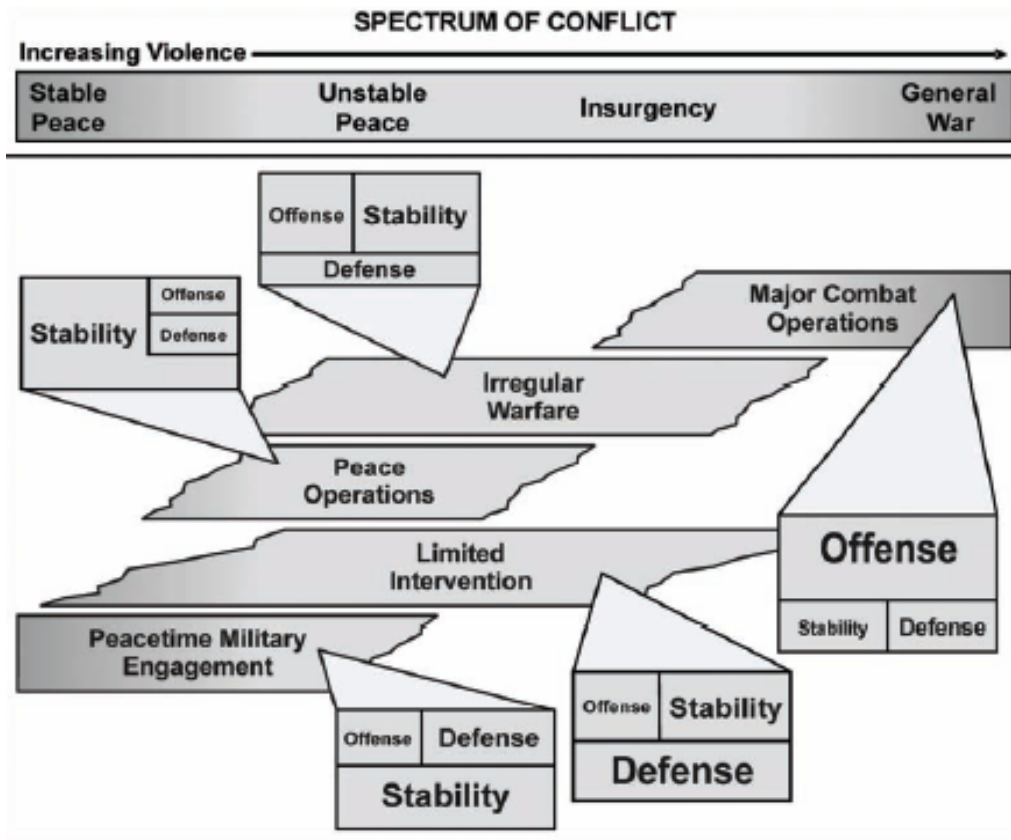 SPECTRUM OF CONFLICT
Increasing Violence
Stable
Peace
Unstable
Peace
Insurgency
General
War
Offense
Stability
Defense
Stability
Offense
Defense
Major Combat
Operations
Irregular
Warfare
Peace
Operations
Limited
Intervention
Offense
Stability
Defense
Peacetime Military
Engagement
Offense
Stability
Defense
Offense
Defense
Stability